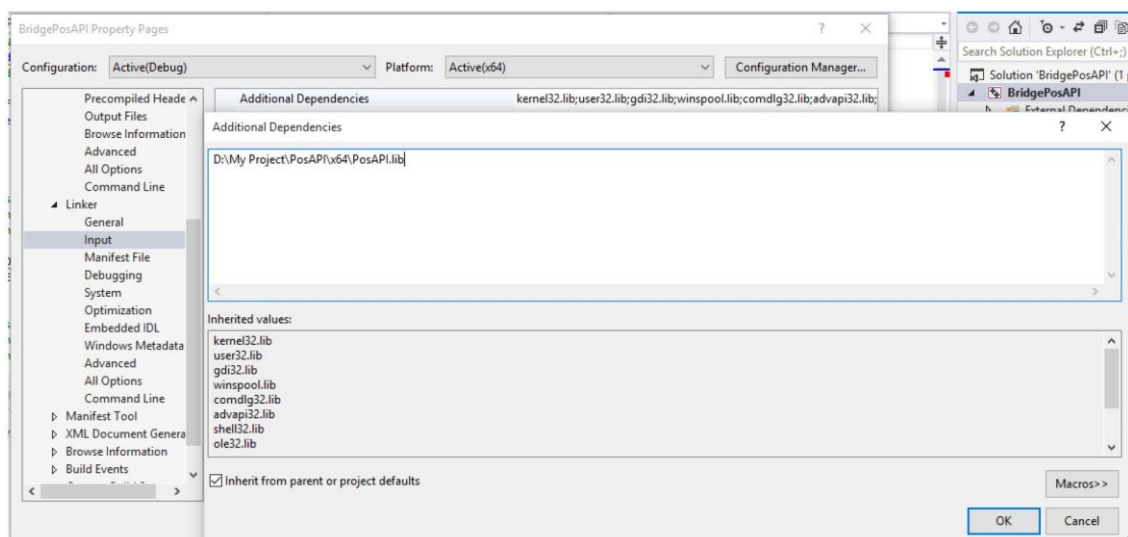 BridgePosAPI Property Pages
?
Configuration: Active(Debug)
Platform: Active(x64)
Configuration Manager...
Search Solution Explorer (Ctrl+;)
Solution 'BridgePosAPI' (1
BridgePosAPI
External Dependenci
Precompiled Heade
Output Files
Browse Information
Advanced
All Options
Command Line
Linker
General
Input
Manifest File
Debugging
System
Optimization
Embedded IDL
Windows Metadata
Advanced
All Options
Command Line
Manifest Tool
XML Document Genera
Browse Information
Build Events
Additional Dependencies
kernel32.lib;user32.lib;gdi32.lib;winspool.lib;comdlg32.lib;advapi32.lib;
Additional Dependencies
?
D:\My Project\PosAPI\x64\PosAPI.lib
Inherited values:
kernel32.lib
user32.lib
gdi32.lib
winspool.lib
comdlg32.lib
advapi32.lib
shell32.lib
ole32.lib
Inherit from parent or project defaults
Macros>>
OK
Cancel